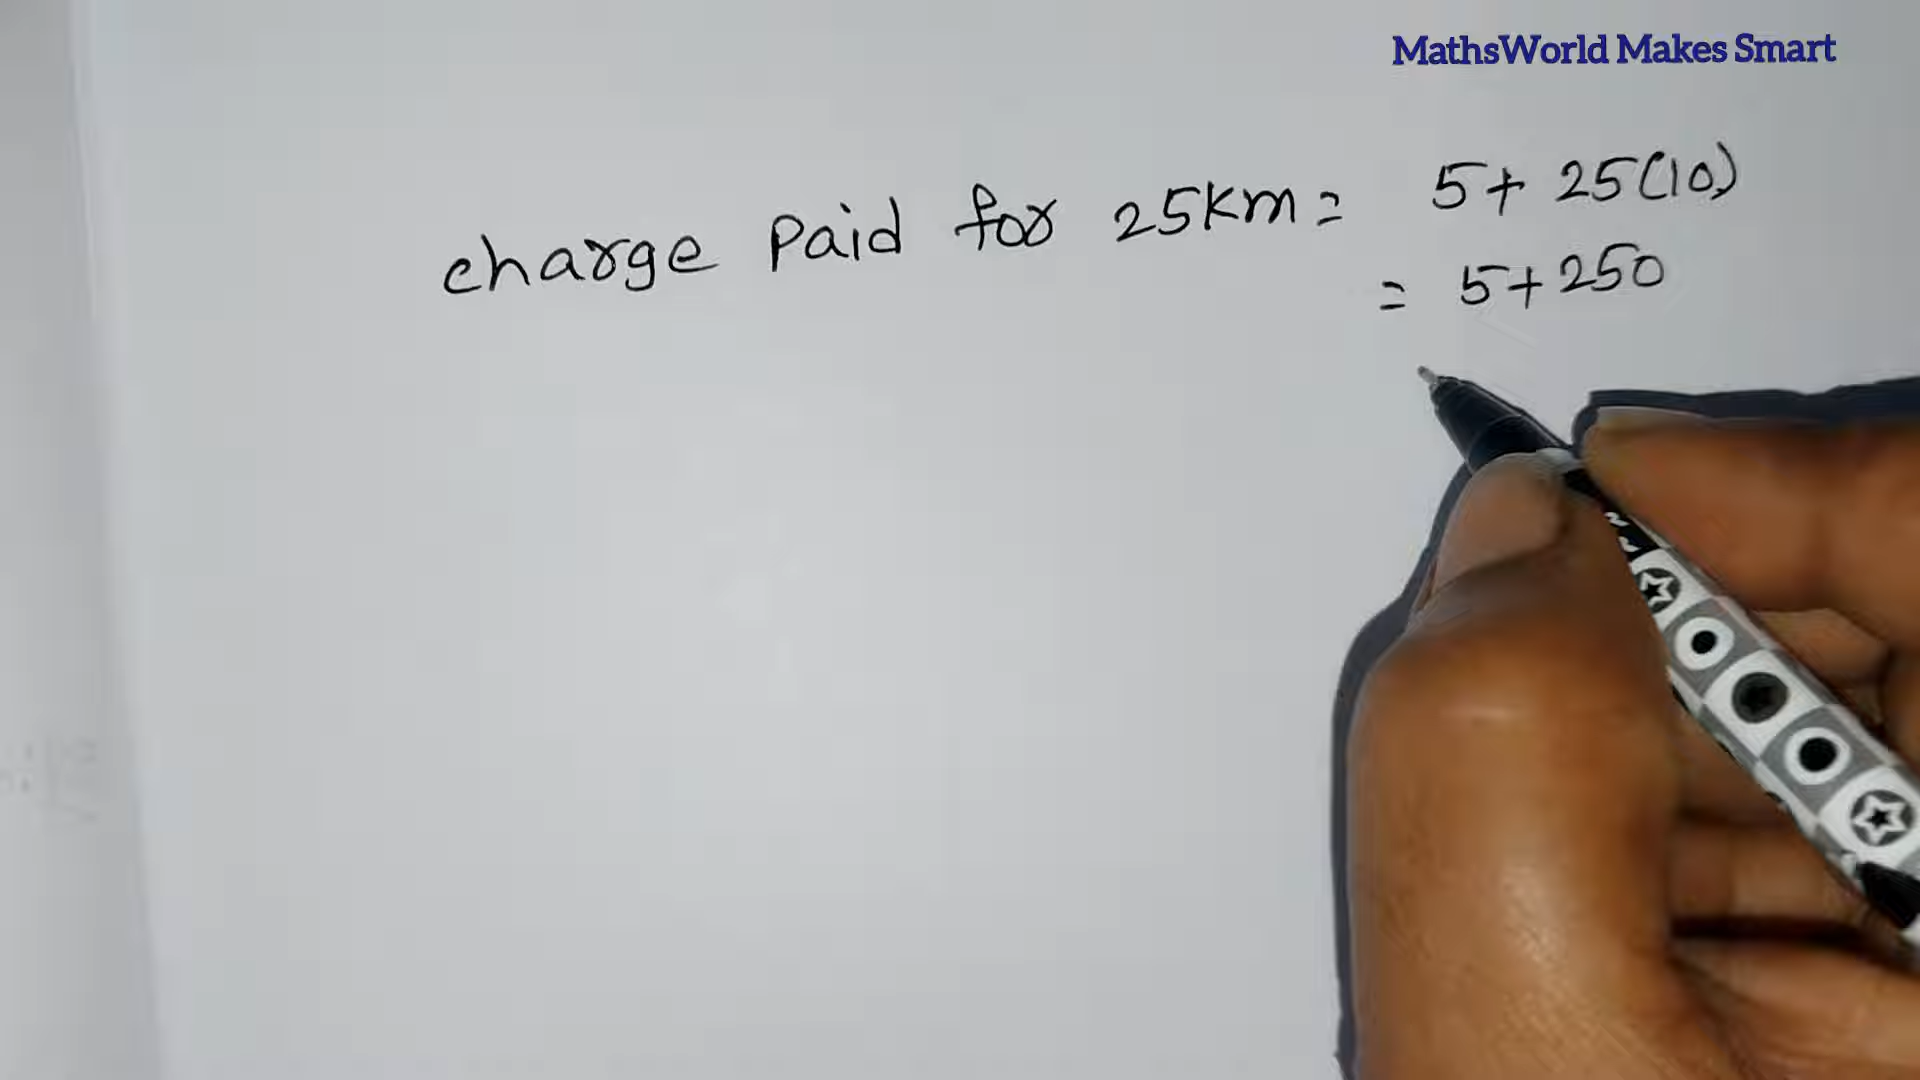 MathsWorld Makes Smart
charge Paid for 25km = 5+ 25(10)
= 5+250